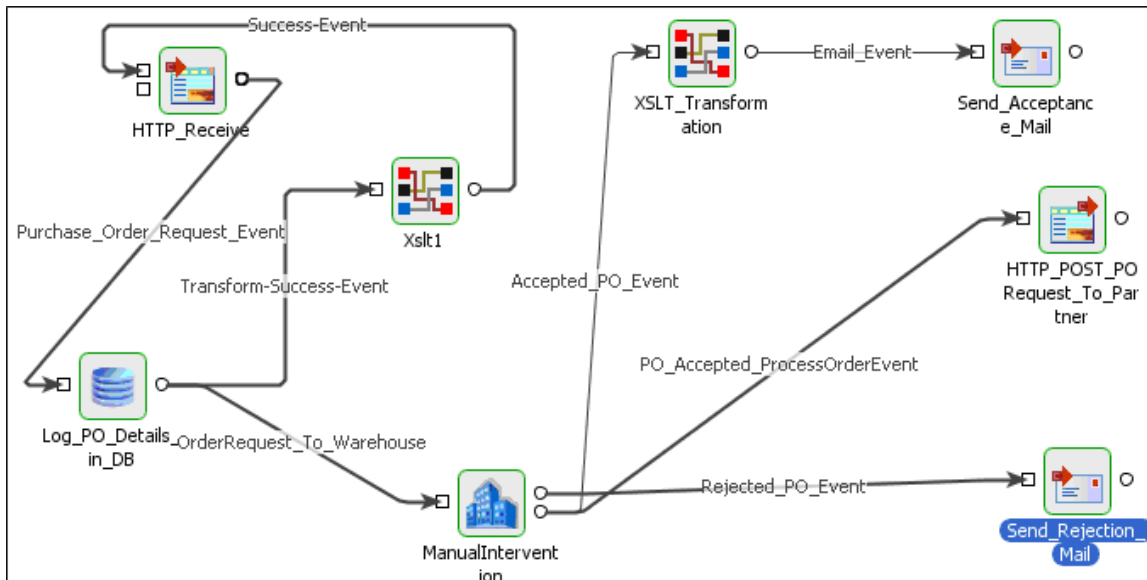 Success-Event
HTTP_Receive
XSLT_Transform
ation
Email_Event
Send_Acceptanc
e_Mail
Purchase_Order_Request_Event
Xslt1
Transform-Success-Event
Accepted_PO_Event
HTTP_POST_PO
Request_To_Par
tner
PO_Accepted_ProcessOrderEvent
Log_PO_Details_
in_DB
OrderRequest_To_Warehouse
Rejected_PO_Event
ManualInterven
ion
Send_Rejection_
Mail